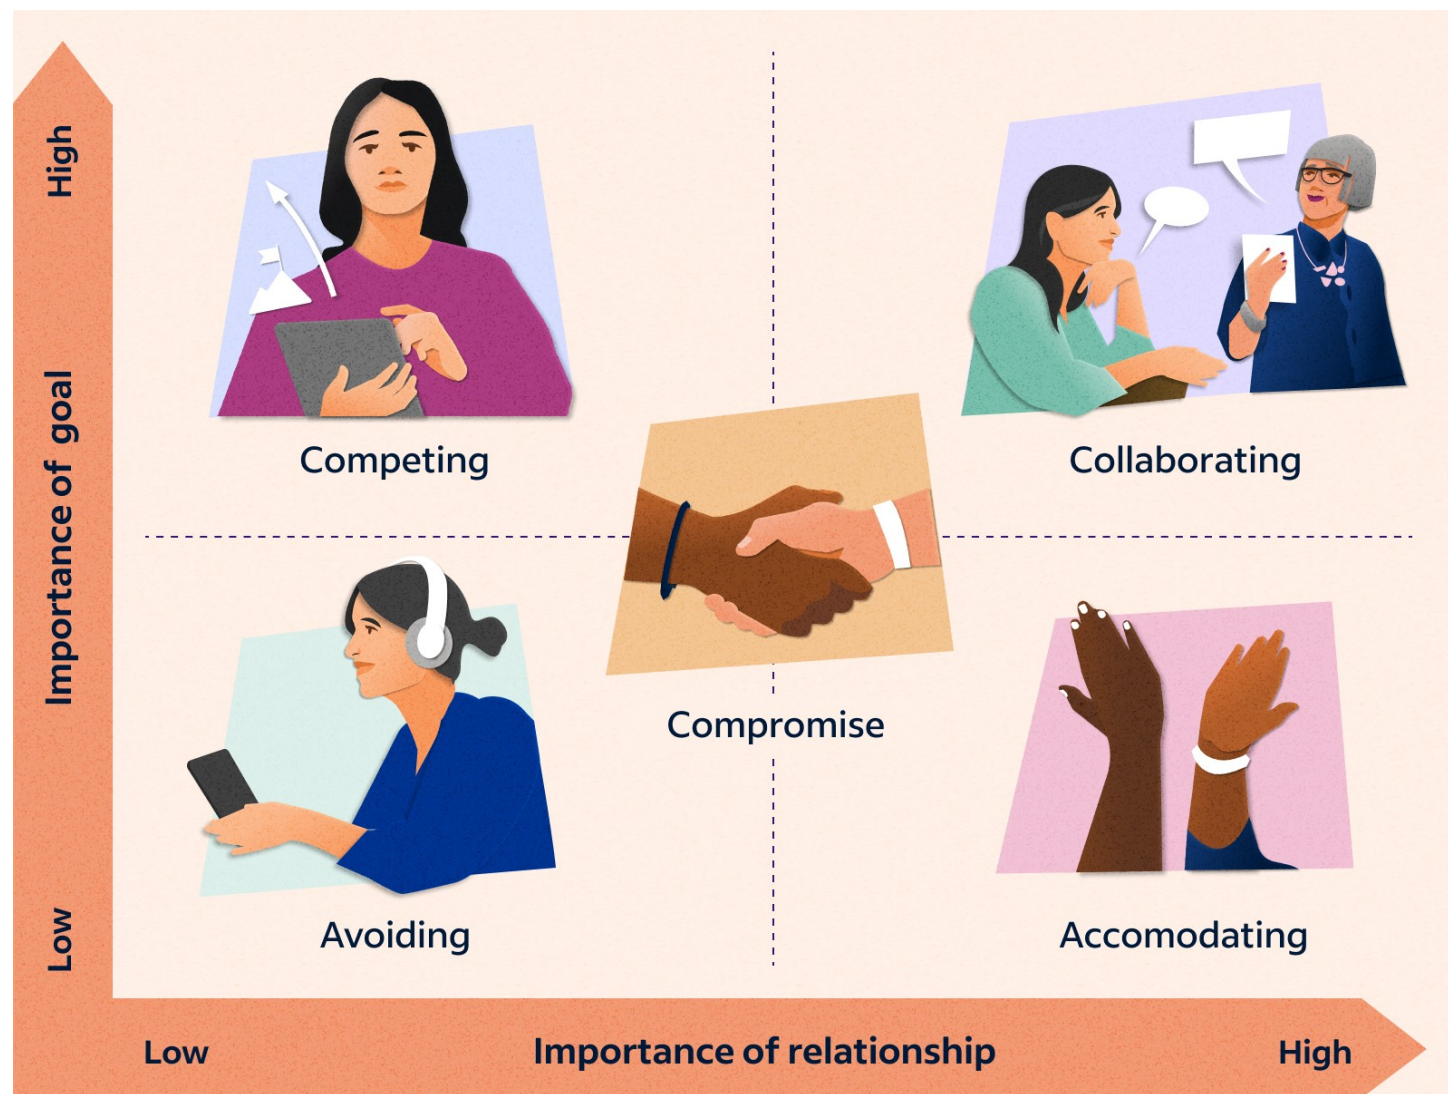 High
Importance of goal
Low
Competing
Collaborating
Compromise
Avoiding
Accomodating
Low
Importance of relationship
High